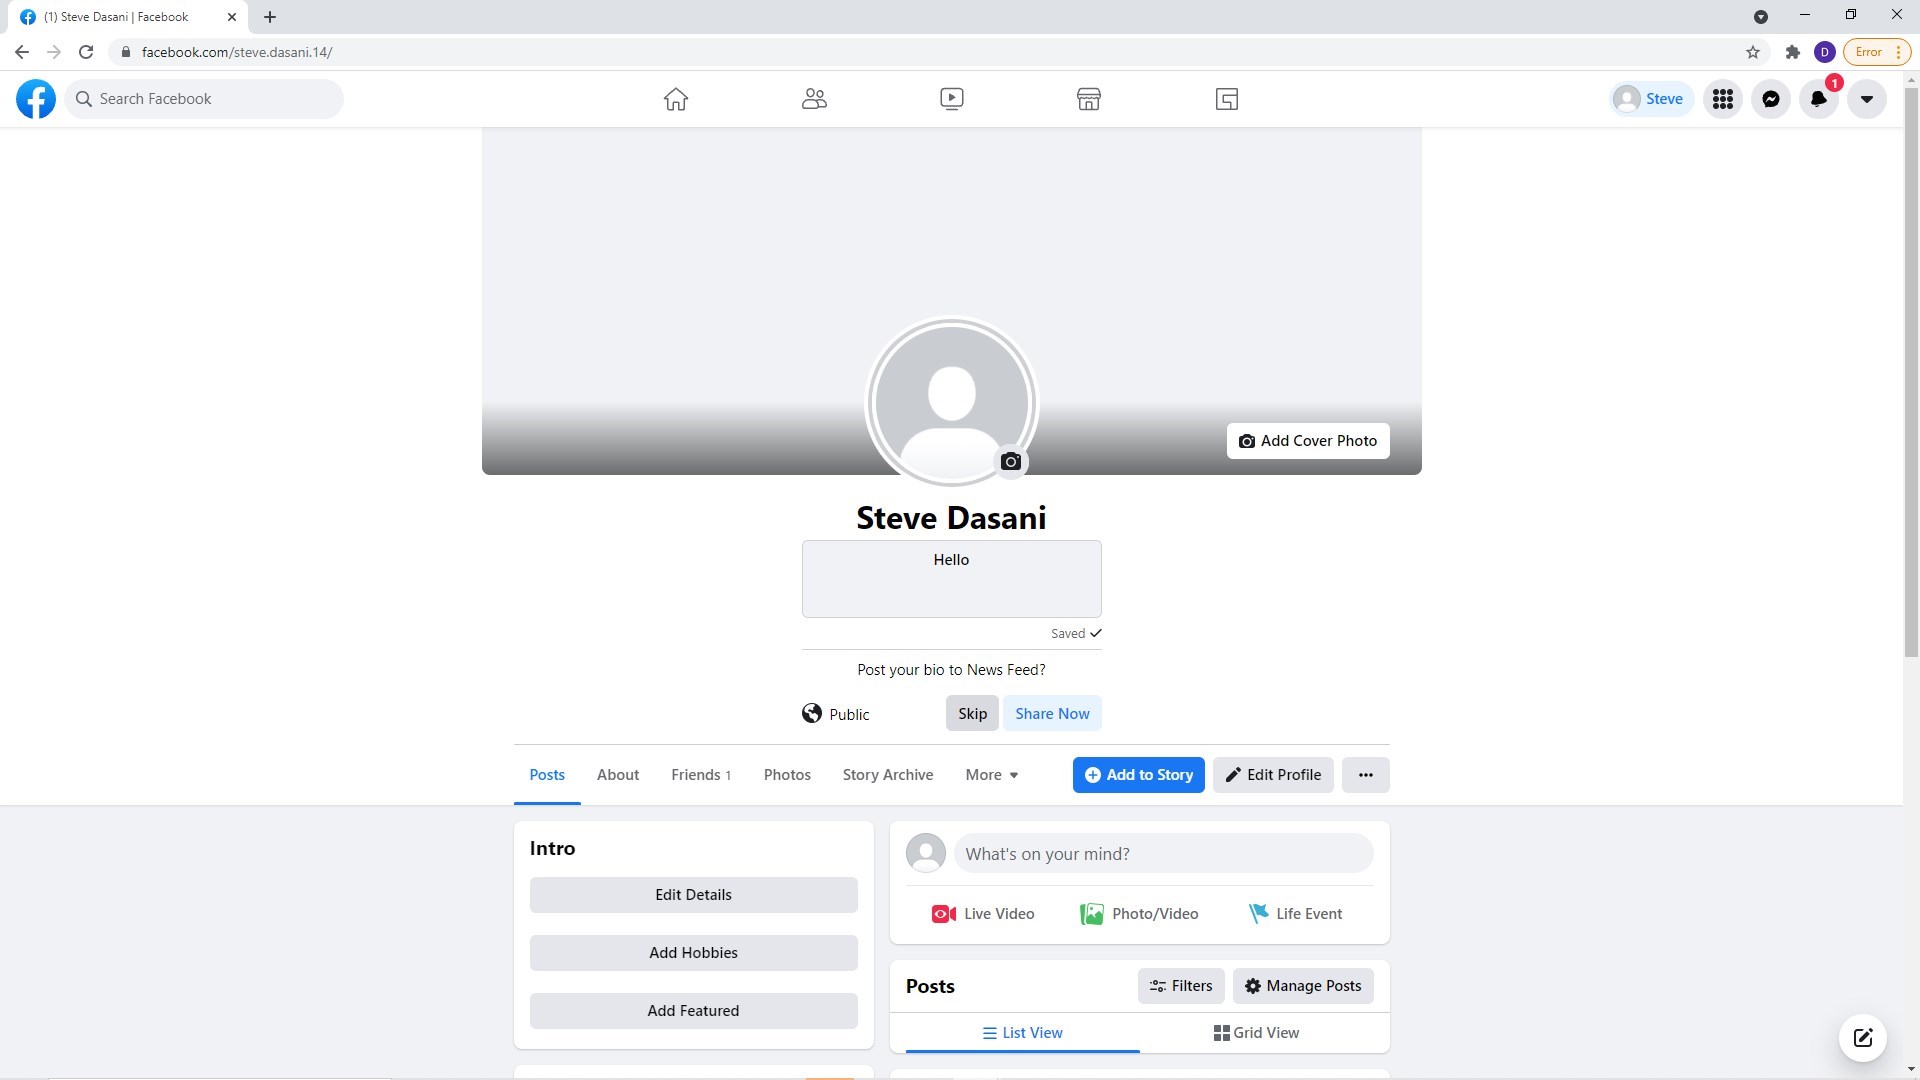 (1) Steve Dasani | Facebook
facebook.com/steve.dasani.14/
D
Error
Search Facebook
Steve
1
Add Cover Photo
Steve Dasani
Hello
Saved
Post your bio to News Feed?
Public
Skip
Share Now
Posts
About
Friends 1
Photos
Story Archive
More
Add to Story
Edit Profile
Intro
Edit Details
Add Hobbies
Add Featured
What's on your mind?
Live Video
Photo/Video
Life Event
Posts
Filters
Manage Posts
List View
Grid View